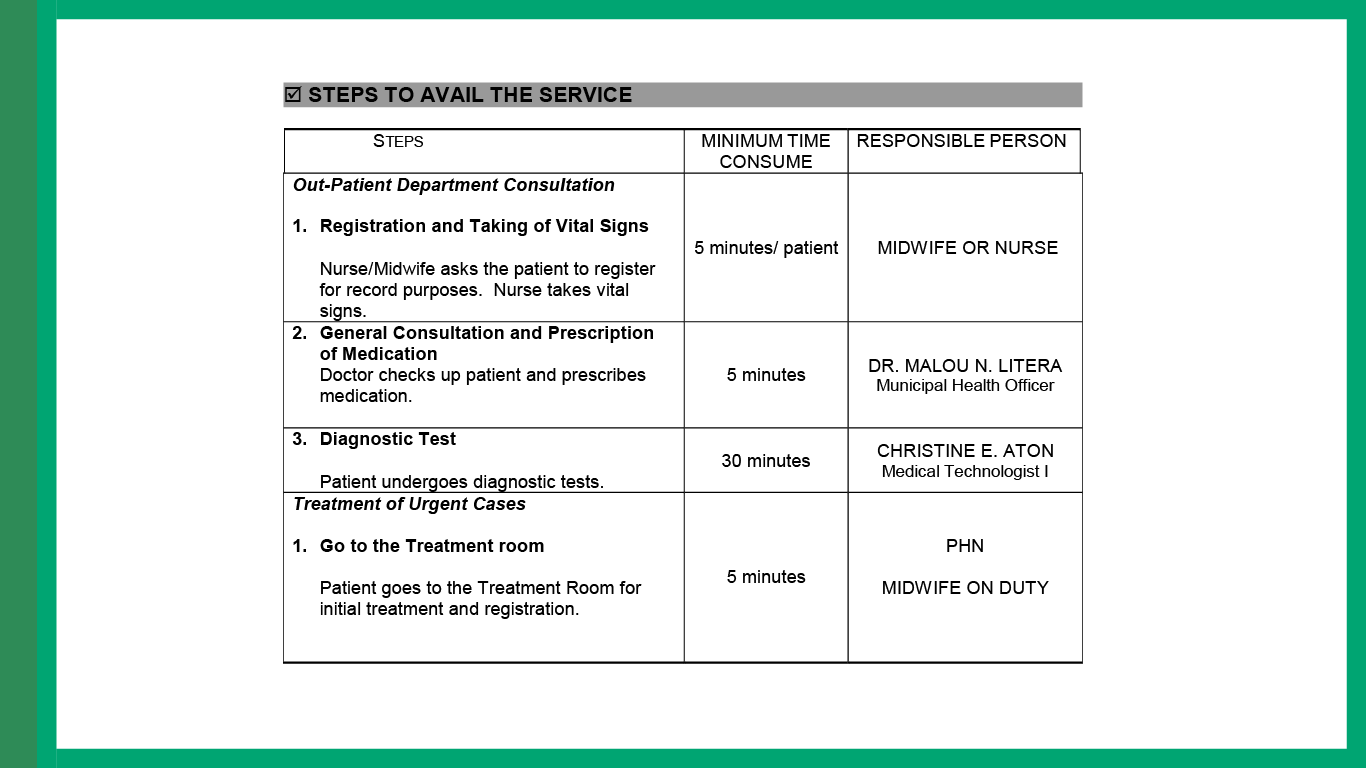 ☑ STEPS TO AVAIL THE SERVICE
STEPS
MINIMUM TIME
CONSUME
RESPONSIBLE PERSON
Out-Patient Department Consultation
1. Registration and Taking of Vital Signs
Nurse/Midwife asks the patient to register
for record purposes. Nurse takes vital
signs.
5 minutes/ patient
MIDWIFE OR NURSE
2. General Consultation and Prescription
of Medication
Doctor checks up patient and prescribes
medication.
5 minutes
DR. MALOU N. LITERA
Municipal Health Officer
3. Diagnostic Test
Patient undergoes diagnostic tests.
30 minutes
CHRISTINE E. ATON
Medical Technologist I
Treatment of Urgent Cases
1. Go to the Treatment room
Patient goes to the Treatment Room for
initial treatment and registration.
5 minutes
PHN
MIDWIFE ON DUTY